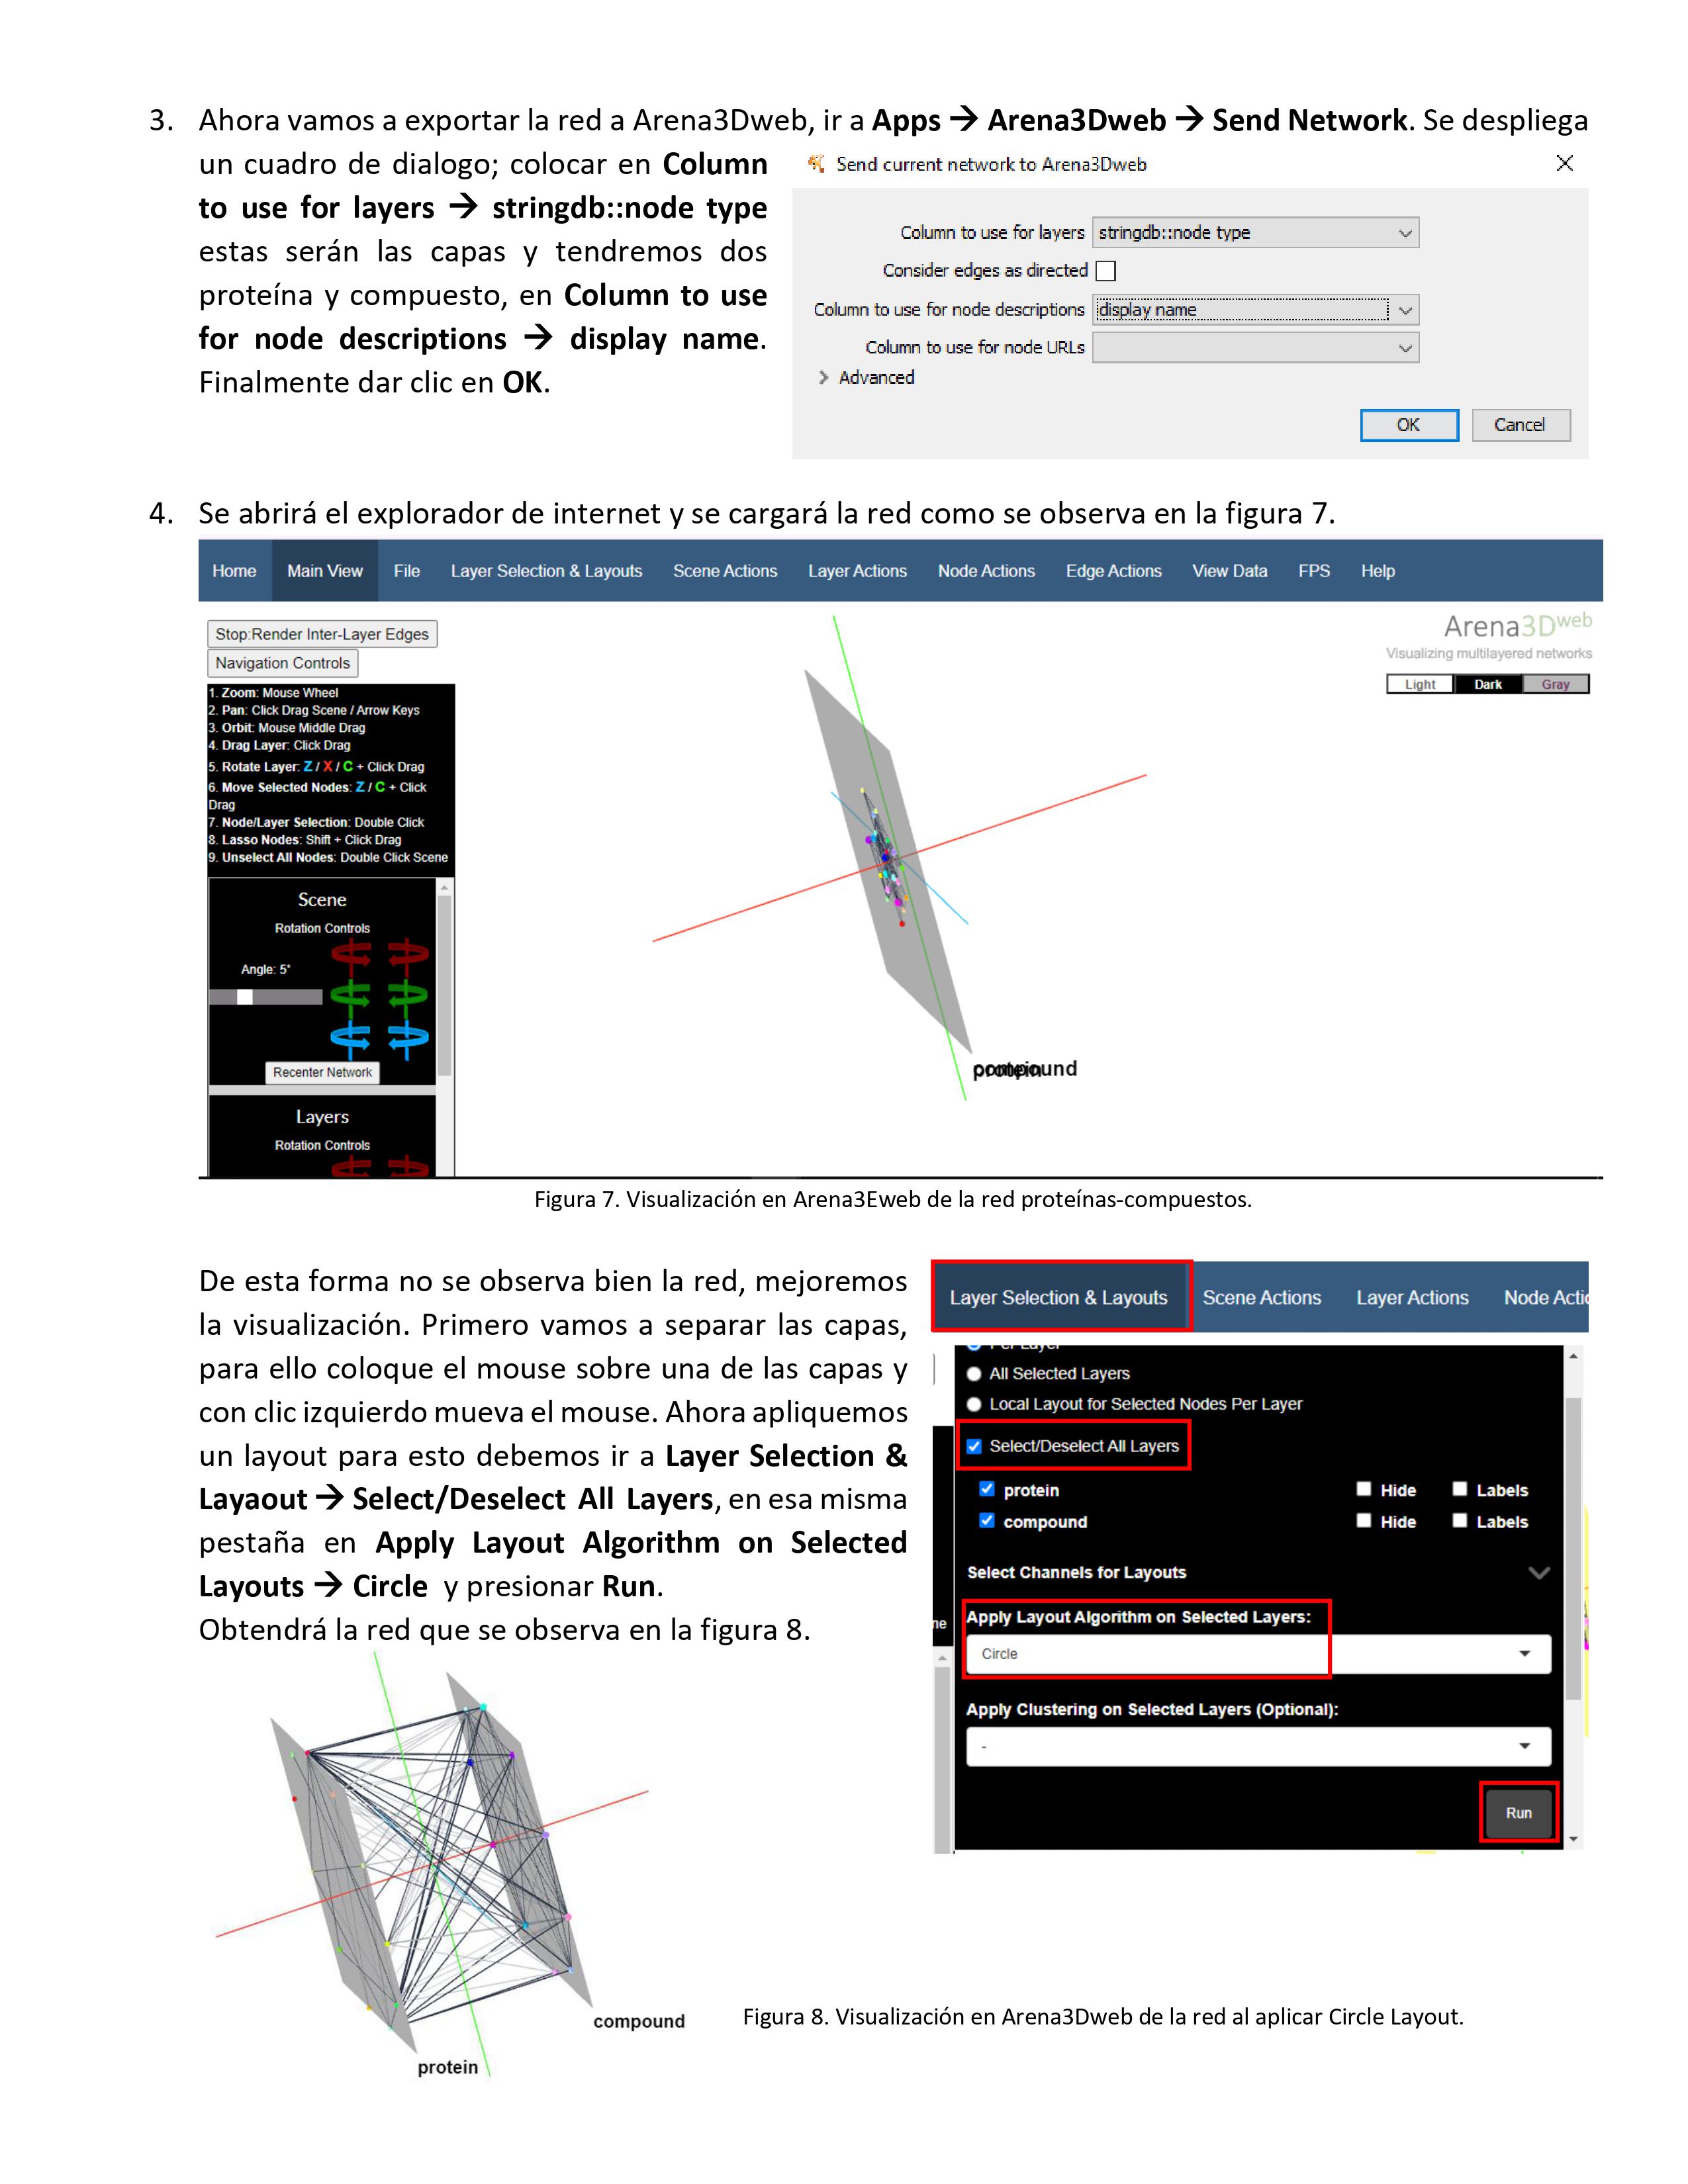 3. Ahora vamos a exportar la red a Arena3Dweb, ir a Apps → Arena3Dweb → Send Network. Se despliega
un cuadro de dialogo; colocar en Column
to use for layers → stringdb::node type
estas serán las capas y tendremos dos
proteína y compuesto, en Column to use
for node descriptions → display name.
Finalmente dar clic en OK.
Send current network to Arena3Dweb
Column to use for layers stringdb::node type
Consider edges as directed
Column to use for node descriptions display name
Column to use for node URLs
Advanced
OK Cancel
4. Se abrirá el explorador de internet y se cargará la red como se observa en la figura 7.
Home Main View File Layer Selection & Layouts Scene Actions Layer Actions Node Actions Edge Actions View Data FPS Help
Stop:Render Inter-Layer Edges
Navigation Controls
1. Zoom: Mouse Wheel
2. Pan: Click Drag Scene / Arrow Keys
3. Orbit: Mouse Middle Drag
4. Drag Layer: Click Drag
5. Rotate Layer: Z / X / C + Click Drag
6. Move Selected Nodes: Z / C + Click
Drag
7. Node/Layer Selection: Double Click
8. Lasso Nodes: Shift + Click Drag
9. Unselect All Nodes: Double Click Scene
Scene
Rotation Controls
Angle: 5°
Recenter Network
Layers
Rotation Controls
Arena3Dweb
Visualizing multilayered networks
Light Dark Gray
protein
compound
Figura 7. Visualización en Arena3Eweb de la red proteínas-compuestos.
De esta forma no se observa bien la red, mejoremos
la visualización. Primero vamos a separar las capas,
para ello coloque el mouse sobre una de las capas y
con clic izquierdo mueva el mouse. Ahora apliquemos
un layout para esto debemos ir a Layer Selection &
Layaout → Select/Deselect All Layers, en esa misma
pestaña en Apply Layout Algorithm on Selected
Layouts → Circle y presionar Run.
Obtendrá la red que se observa en la figura 8.
Layer Selection & Layouts Scene Actions Layer Actions Node Actio
Per Layer
All Selected Layers
Local Layout for Selected Nodes Per Layer
Select/Deselect All Layers
protein Hide Labels
compound Hide Labels
Select Channels for Layouts
ne
Apply Layout Algorithm on Selected Layers:
Circle
Apply Clustering on Selected Layers (Optional):
-
Run
compound
protein
Figura 8. Visualización en Arena3Dweb de la red al aplicar Circle Layout.